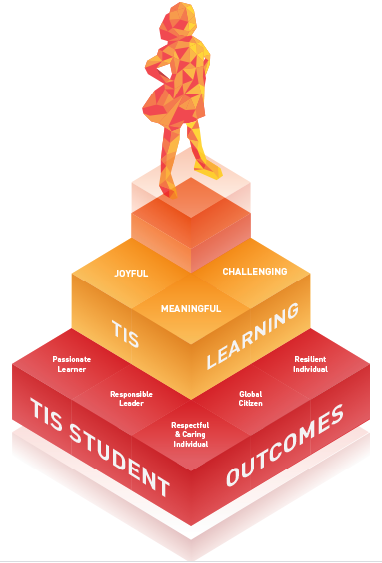 JOYFUL
CHALLENGING
MEANINGFUL
TIS
LEARNING
Passionate
Learner
Resilient
Individual
Responsible
Leader
Global
Citizen
Respectful
& Caring
Individual
TIS STUDENT
OUTCOMES